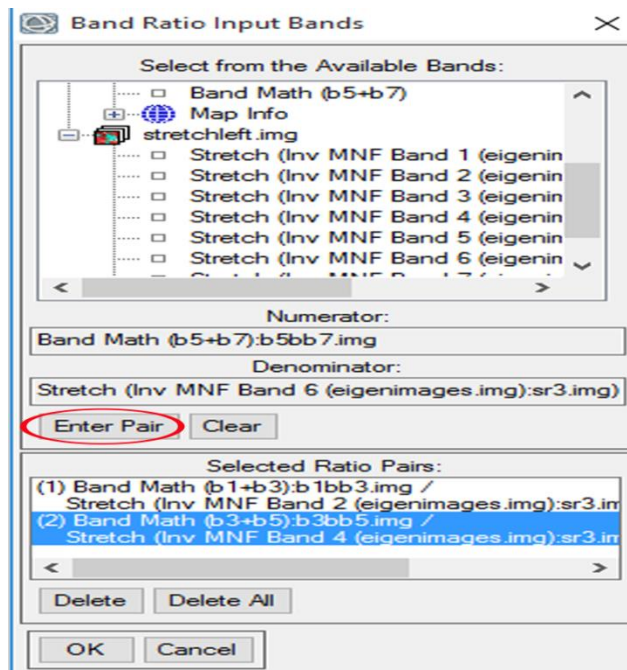 Band Ratio Input Bands
Select from the Available Bands:
Band Math (b5+b7)
Map Info
stretchleft.img
Stretch (Inv MNF Band 1 (eigenin
Stretch (Inv MNF Band 2 (eigenin
Stretch (Inv MNF Band 3 (eigenin
Stretch (Inv MNF Band 4 (eigenin
Stretch (Inv MNF Band 5 (eigenin
Stretch (Inv MNF Band 6 (eigenin
Numerator:
Band Math (b5+b7):b5bb7.img
Denominator:
Stretch (Inv MNF Band 6 (eigenimages.img):sr3.img)
Enter Pair Clear
Selected Ratio Pairs:
(1) Band Math (b1+b3):b1bb3.img /
Stretch (Inv MNF Band 2 (eigenimages.img):sr3.im
(2) Band Math (b3+b5):b3bb5.img /
Stretch (Inv MNF Band 4 (eigenimages.img):sr3.im
Delete Delete All
OK Cancel